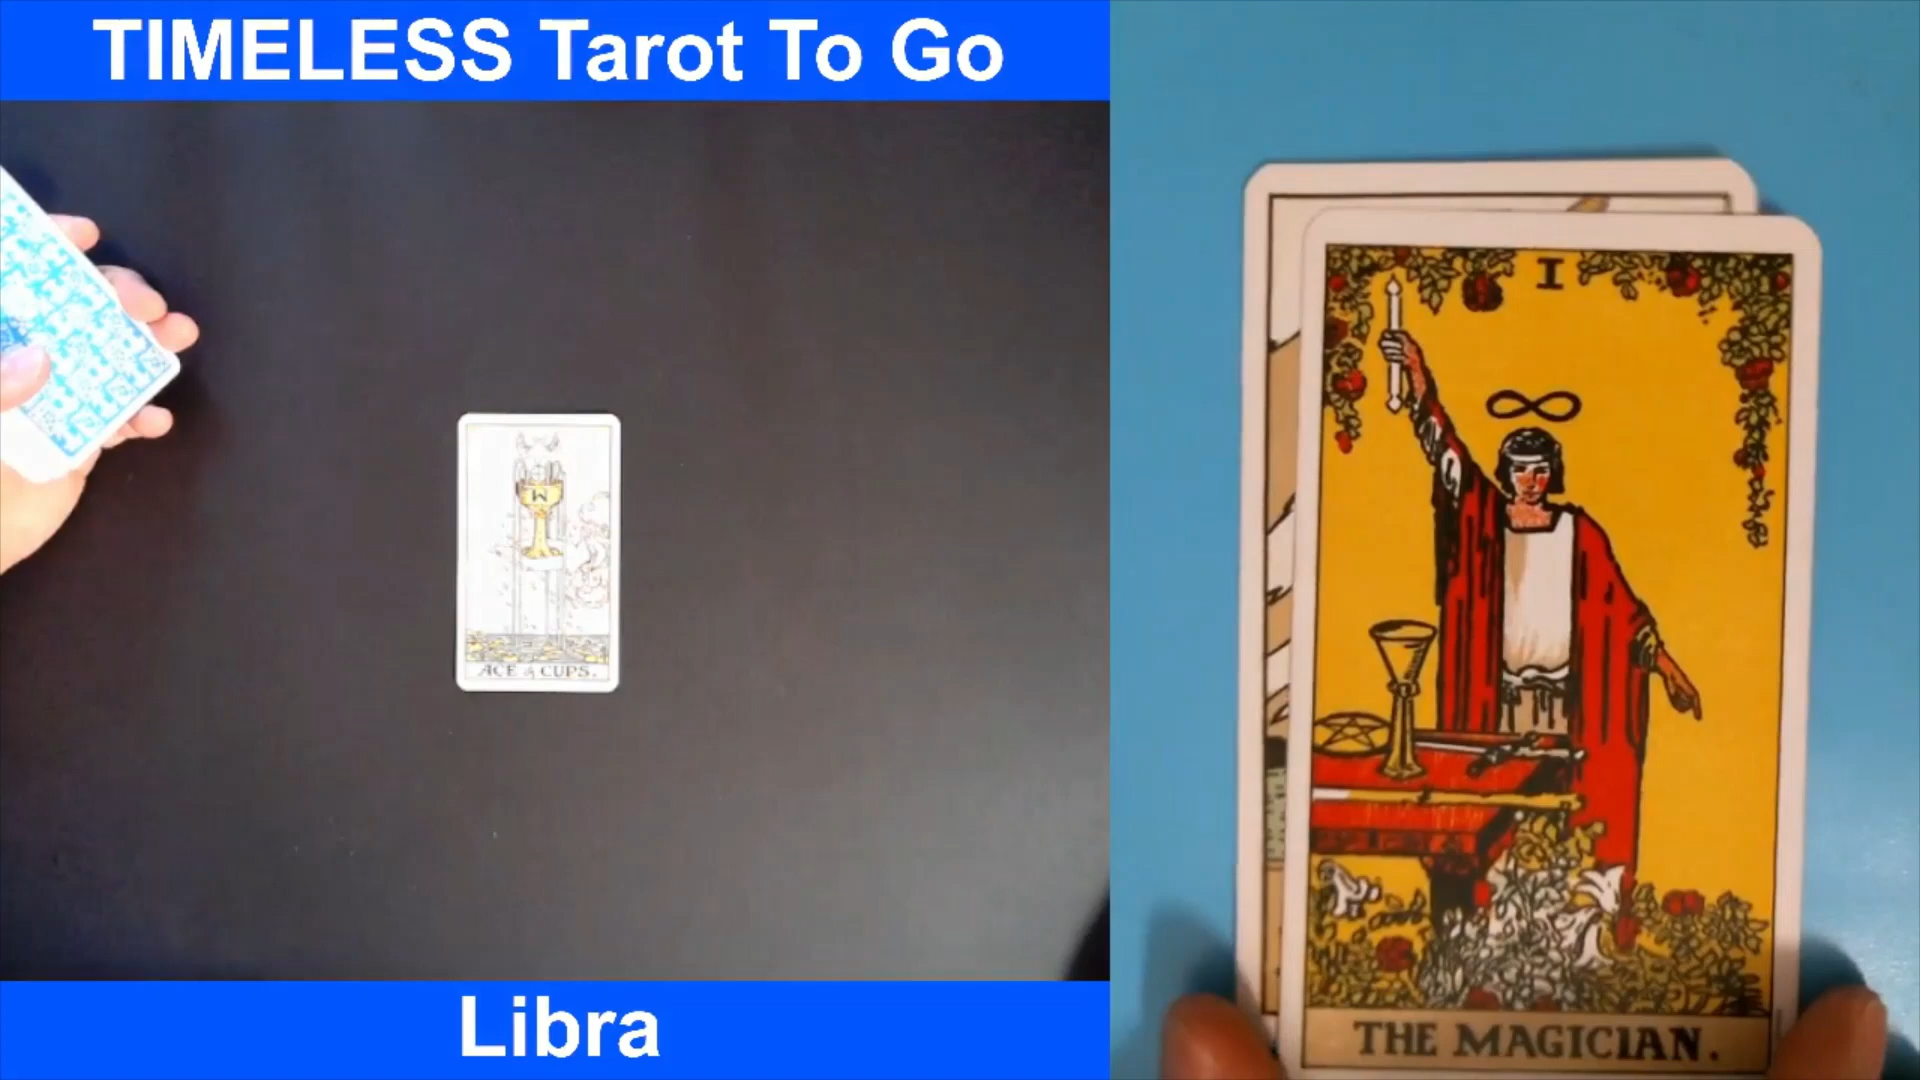 TIMELESS Tarot To Go
ACE of CUPS.
Libra
I
THE MAGICIAN.